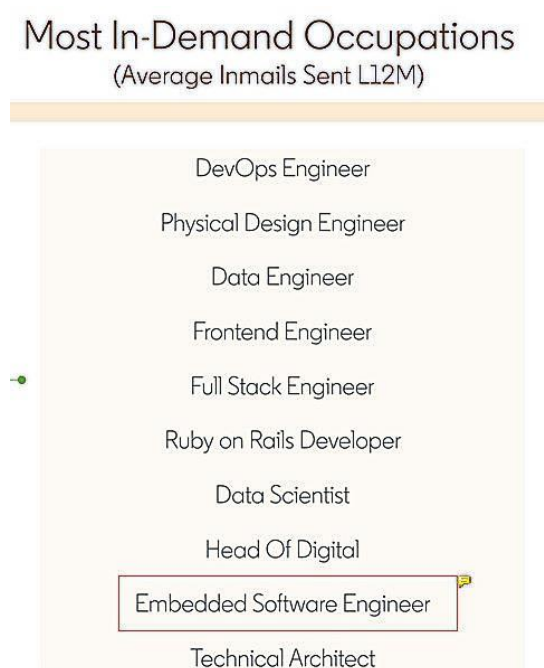 Most In-Demand Occupations
(Average Inmails Sent L12M)
DevOps Engineer
Physical Design Engineer
Data Engineer
Frontend Engineer
Full Stack Engineer
Ruby on Rails Developer
Data Scientist
Head Of Digital
Embedded Software Engineer
Technical Architect